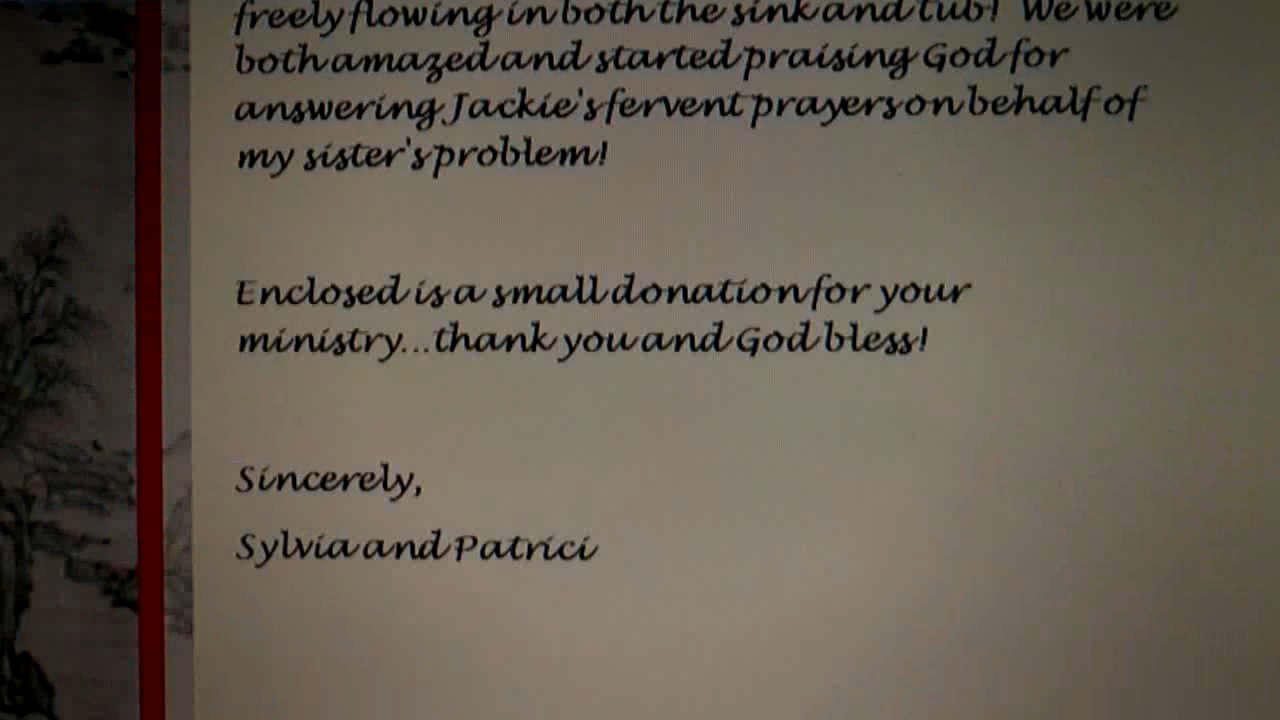 freely flowing in both the sink and tub! We were
both amazed and started praising God for
answering Jackie's fervent prayers on behalf of
my sister's problem!
Enclosed is a small donation for your
ministry...thank you and God bless!
Sincerely,
Sylvia and Patrici